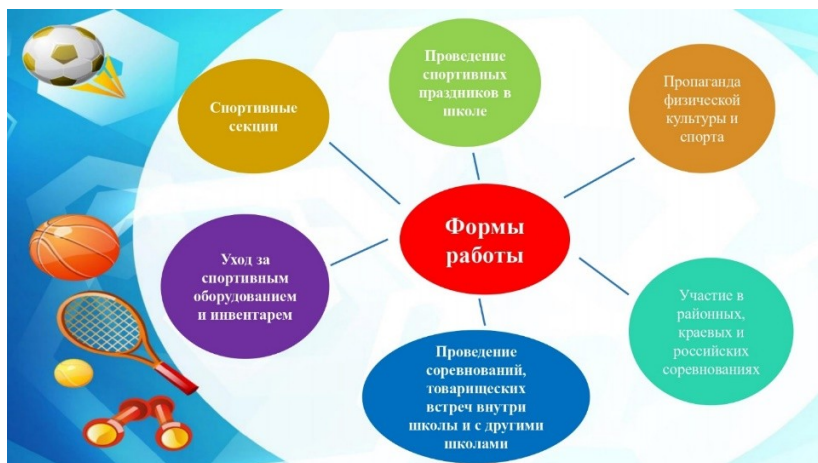 Проведение
спортивных
праздников в
школе
Спортивные
секции
Пропаганда
физической
культуры и
спорта
Формы
работы
Уход за
спортивным
оборудованием
и инвентарем
Участие в
районных,
краевых и
российских
соревнованиях
Проведение
соревнований,
товарищеских
встреч внутри
школы и с другими
школами